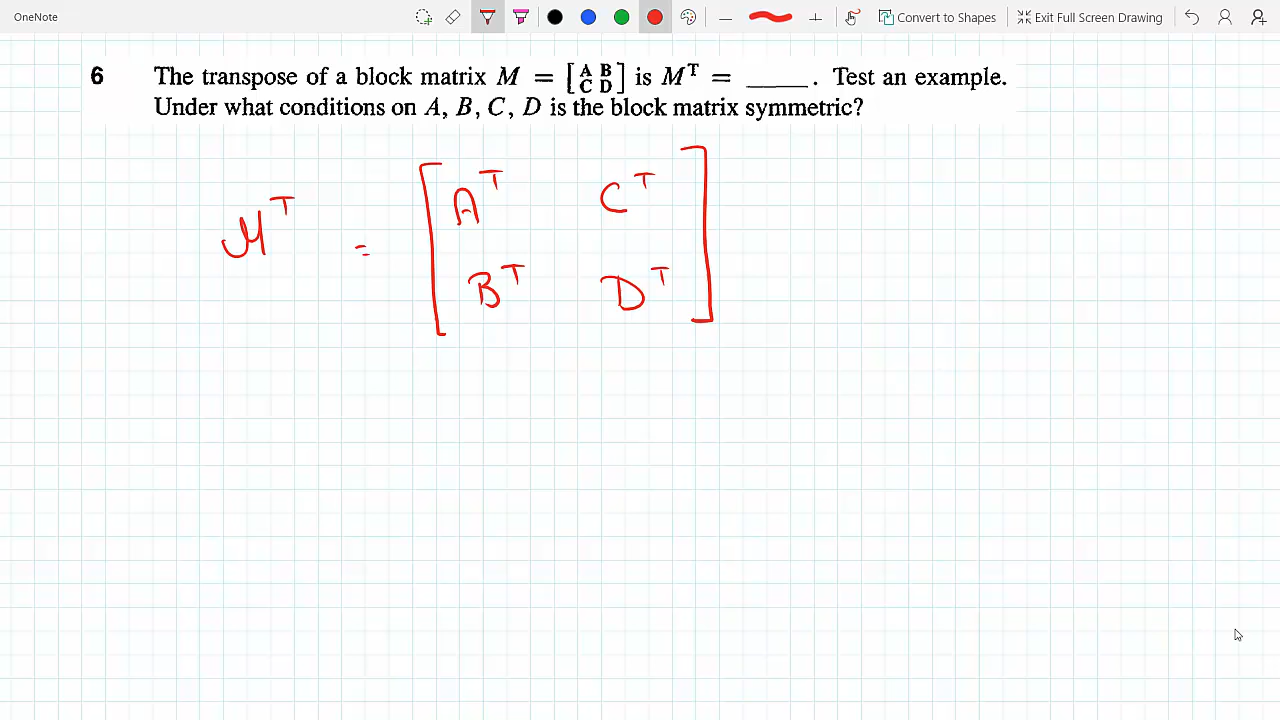 OneNote
Convert to Shapes
Exit Full Screen Drawing
6 The transpose of a block matrix M = [A B C D] is M^T = _____ . Test an example.
Under what conditions on A, B, C, D is the block matrix symmetric?
M^T = [
A^T C^T
B^T D^T
]